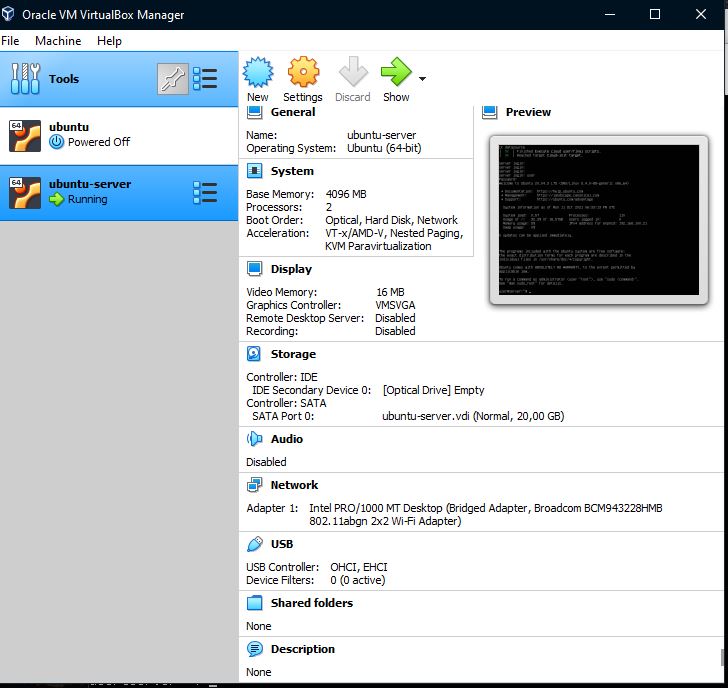 Oracle VM VirtualBox Manager
File Machine Help
Tools
New Settings Discard Show
64
ubuntu
Powered Off
64
ubuntu-server
Running
General
Name: ubuntu-server
Operating System: Ubuntu (64-bit)
System
Base Memory: 4096 MB
Processors: 2
Boot Order: Optical, Hard Disk, Network
Acceleration: VT-x/AMD-V, Nested Paging,
KVM Paravirtualization
Preview
Display
Video Memory: 16 MB
Graphics Controller: VMSVGA
Remote Desktop Server: Disabled
Recording: Disabled
Storage
Controller: IDE
IDE Secondary Device 0: [Optical Drive] Empty
Controller: SATA
SATA Port 0: ubuntu-server.vdi (Normal, 20,00 GB)
Audio
Disabled
Network
Adapter 1: Intel PRO/1000 MT Desktop (Bridged Adapter, Broadcom BCM943228HMB
802.11abgn 2x2 Wi-Fi Adapter)
USB
USB Controller: OHCI, EHCI
Device Filters: 0 (0 active)
Shared folders
None
Description
None